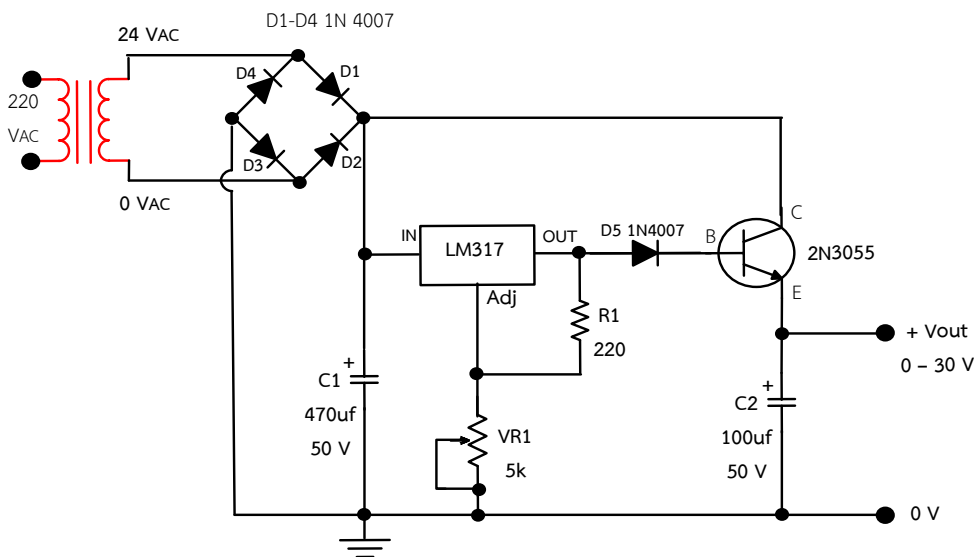 D1-D4 1N 4007
24 VAC
D4
D1
220
VAC
D3
D2
0 VAC
C
IN
LM317
OUT
D5 1N4007
B
2N3055
Adj
E
R1
220
+ Vout
0 – 30 V
+
C1
470uf
50 V
VR1
5k
+
C2
100uf
50 V
0 V